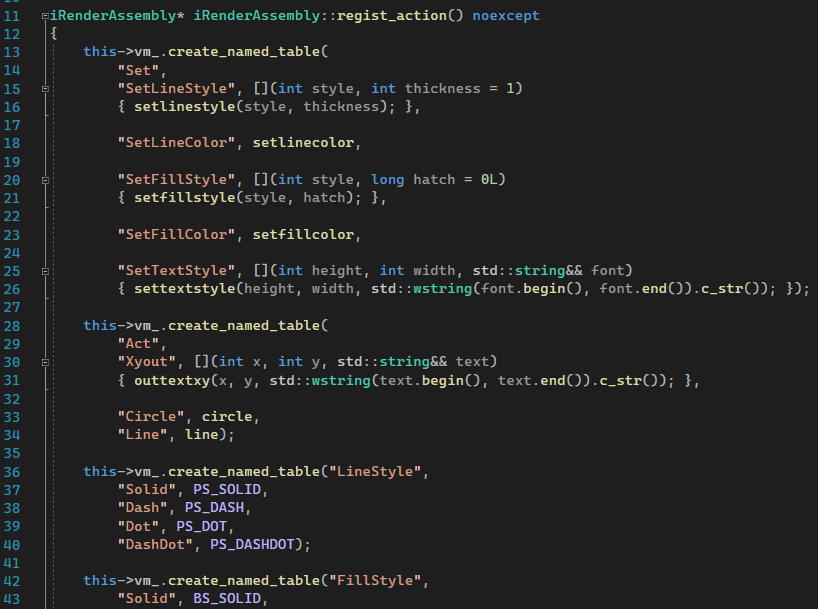 11 iRenderAssembly* iRenderAssembly::regist_action() noexcept
12 {
13     this->vm_.create_named_table(
14         "Set",
15         "SetLineStyle", [](int style, int thickness = 1)
16         { setlinestyle(style, thickness); },
17
18         "SetLineColor", setlinecolor,
19
20         "SetFillStyle", [](int style, long hatch = 0L)
21         { setfillstyle(style, hatch); },
22
23         "SetFillColor", setfillcolor,
24
25         "SetTextStyle", [](int height, int width, std::string&& font)
26         { settextstyle(height, width, std::wstring(font.begin(), font.end()).c_str()); });
27
28     this->vm_.create_named_table(
29         "Act",
30         "Xyout", [](int x, int y, std::string&& text)
31         { outtextxy(x, y, std::wstring(text.begin(), text.end()).c_str()); },
32
33         "Circle", circle,
34         "Line", line);
35
36     this->vm_.create_named_table("LineStyle",
37         "Solid", PS_SOLID,
38         "Dash", PS_DASH,
39         "Dot", PS_DOT,
40         "DashDot", PS_DASHDOT);
41
42     this->vm_.create_named_table("FillStyle",
43         "Solid", BS_SOLID,